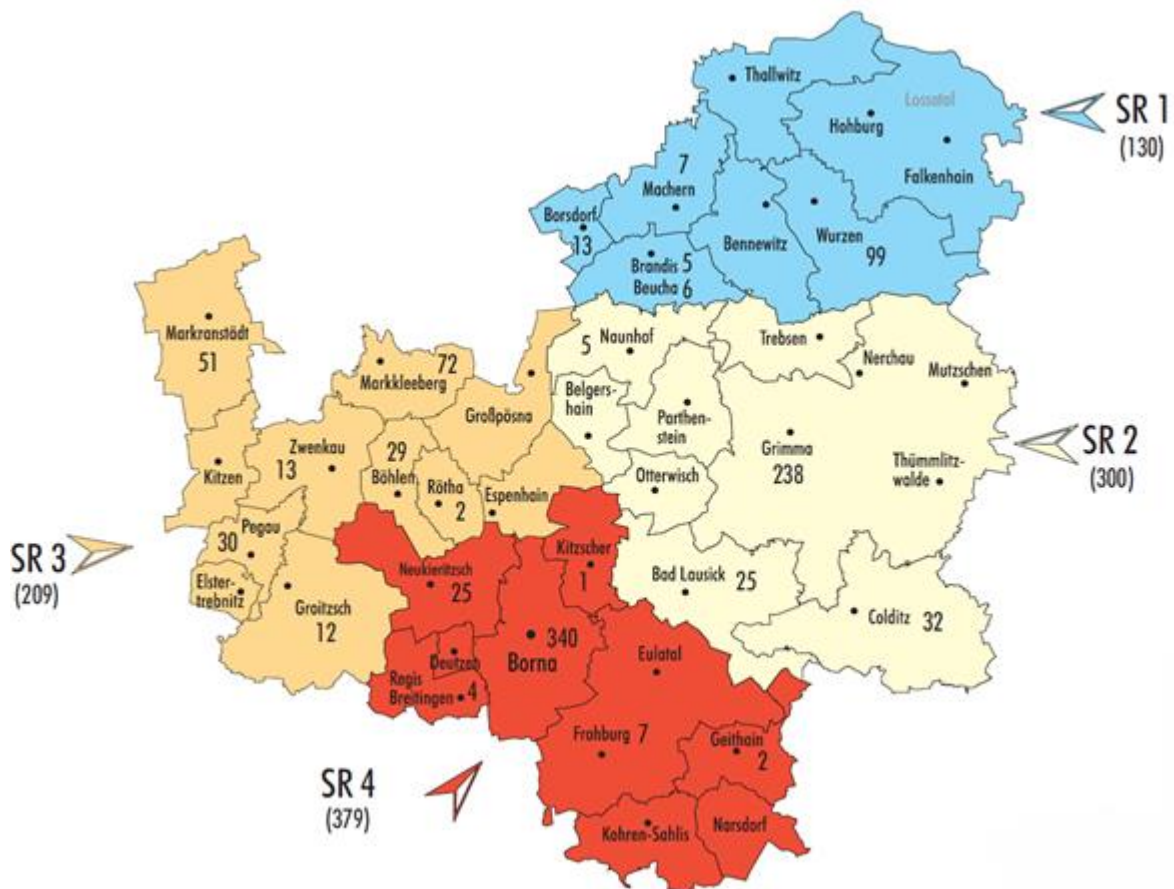 Thallwitz
Lossatal
SR 1
(130)
Hohburg
7
Machern
Falkenhain
Borsdorf
13
Bennewitz
Wurzen
99
Brandis 5
Beucha 6
Markranstädt
51
72
Markkleeberg
5 Naunhof
Trebsen
Nerchau
Mutzschen
Großpösna
Belgers-
hain
Parthen-
stein
Grimma
238
SR 2
(300)
Zwenkau
13
29
Böhlen
Kitzen
Rötha
2
Espenhain
Otterwisch
Thümmlitz-
walde
SR 3
(209)
Pegau
30
Elster-
trebnitz
Groitzsch
12
Neukieritzsch
25
Kitzscher
1
Bad Lausick 25
Colditz 32
340
Borna
Deutzen
Regis
Breitingen 4
Eulatal
Frohburg 7
Geithain
2
SR 4
(379)
Kohren-Sahlis
Narsdorf